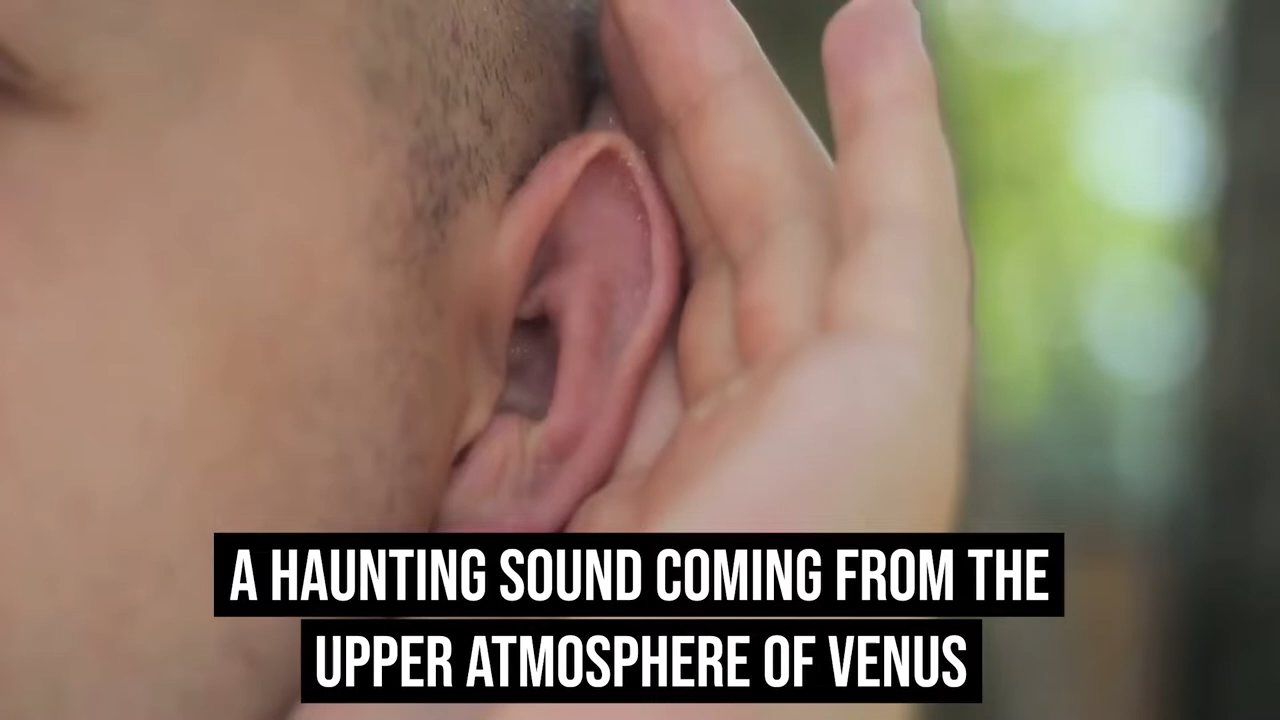 A HAUNTING SOUND COMING FROM THE
UPPER ATMOSPHERE OF VENUS